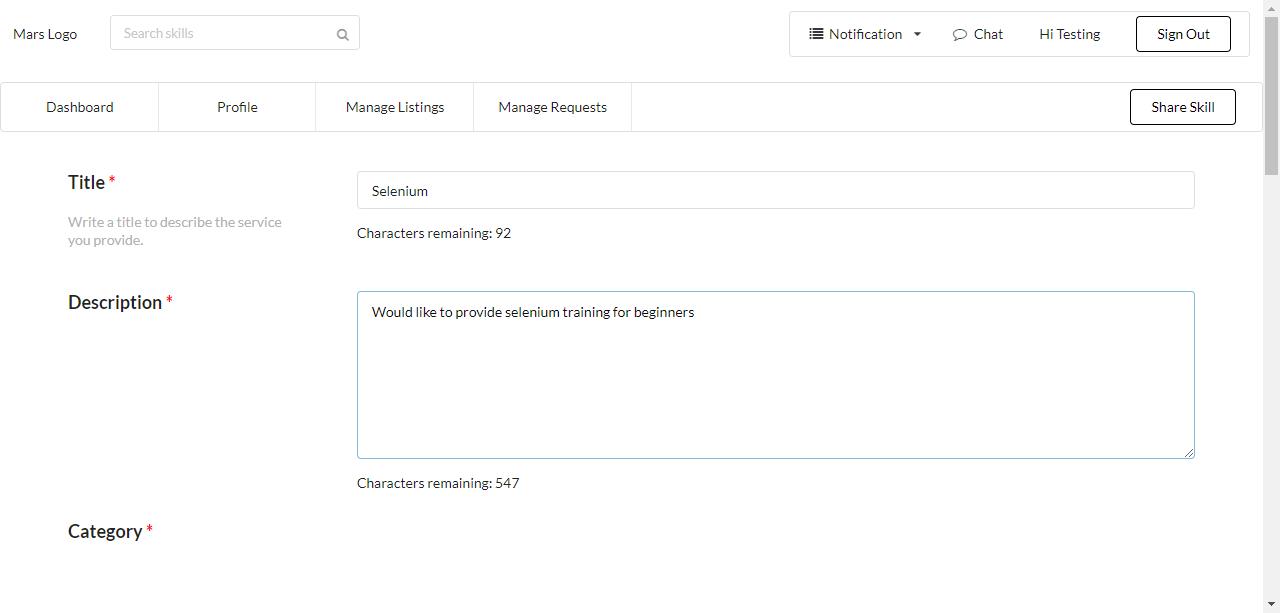 Mars Logo
Search skills
Notification
Chat
Hi Testing
Sign Out
Dashboard
Profile
Manage Listings
Manage Requests
Share Skill
Title *
Write a title to describe the service
you provide.
Selenium
Characters remaining: 92
Description *
Would like to provide selenium training for beginners
Characters remaining: 547
Category *